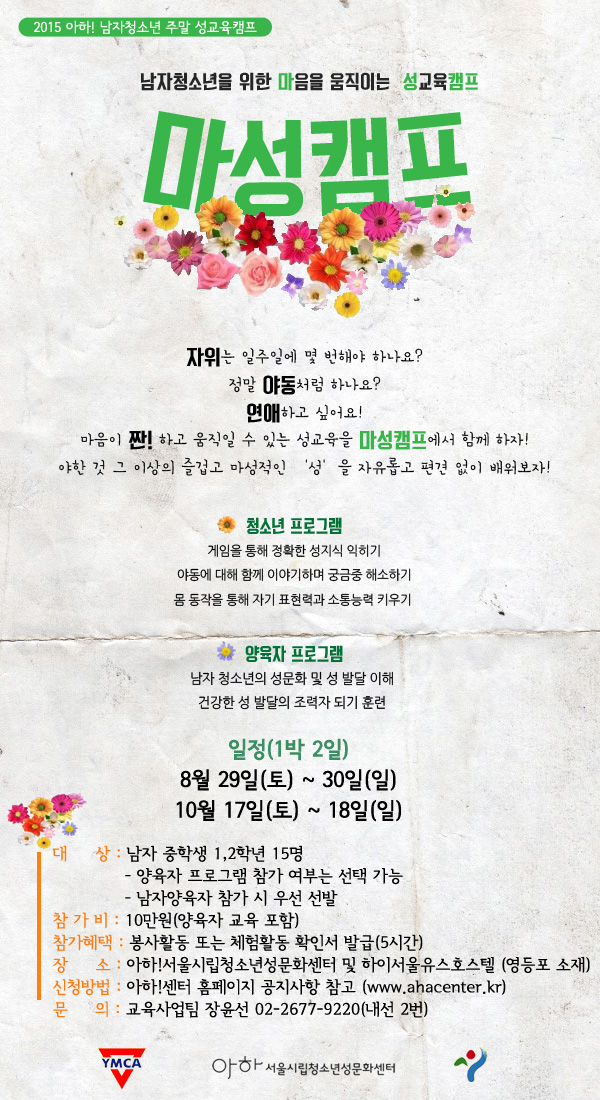 2015 아하! 남자청소년 주말 성교육캠프
남자청소년을 위한 마음을 움직이는 성교육캠프
마성캠프
자위는 일주일에 몇 번해야 하나요?
정말 야동처럼 하나요?
연애하고 싶어요!
마음이 짠! 하고 움직일 수 있는 성교육을 마성캠프에서 함께 하자!
야한 것 그 이상의 즐겁고 마성적인 '성' 을 자유롭고 편견 없이 배워보자!
청소년 프로그램
게임을 통해 정확한 성지식 익히기
야동에 대해 함께 이야기하며 궁금중 해소하기
몸 동작을 통해 자기 표현력과 소통능력 키우기
양육자 프로그램
남자 청소년의 성문화 및 성 발달 이해
건강한 성 발달의 조력자 되기 훈련
일정(1박 2일)
8월 29일(토) ~ 30일(일)
10월 17일(토) ~ 18일(일)
대 상 : 남자 중학생 1,2학년 15명
- 양육자 프로그램 참가 여부는 선택 가능
- 남자양육자 참가 시 우선 선발
참 가 비 : 10만원(양육자 교육 포함)
참가혜택 : 봉사활동 또는 체험활동 확인서 발급(5시간)
장 소 : 아하!서울시립청소년성문화센터 및 하이서울유스호스텔 (영등포 소재)
신청방법 : 아하!센터 홈페이지 공지사항 참고 (www.ahacenter.kr)
문 의 : 교육사업팀 장윤선 02-2677-9220(내선 2번)
YMCA
아하 서울시립청소년성문화센터